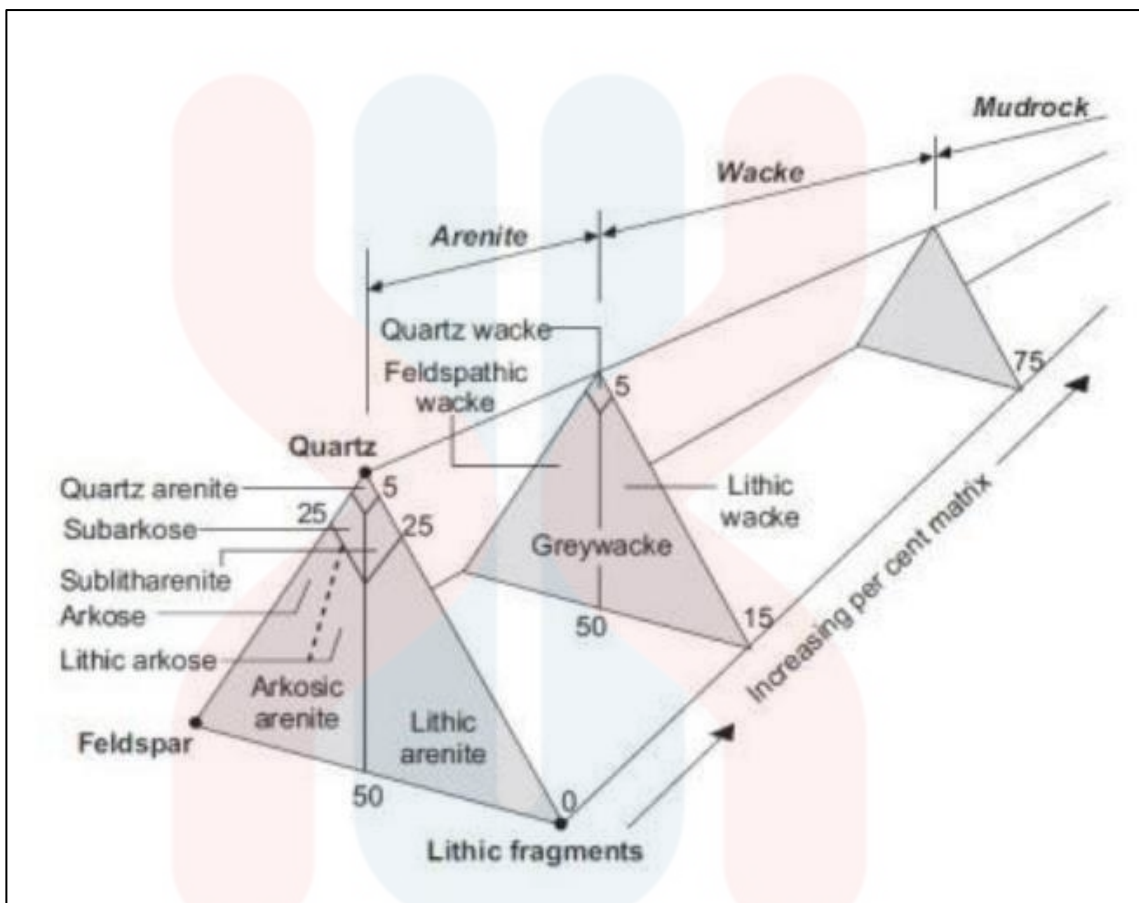 Mudrock
Wacke
Arenite
Quartz wacke
Feldspathic
wacke
5
75
Quartz
Quartz arenite
5
25
25
Subarkose
Lithic
wacke
Greywacke
Sublitharenite
Arkose
50
15
Lithic arkose
Arkosic
arenite
Lithic
arenite
Feldspar
50
0
Lithic fragments
Increasing per cent matrix